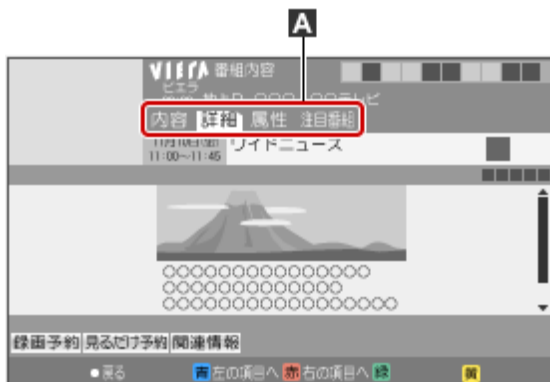 A
VIERA 番組内容
ビエラ
内容 詳細 属性 注目番組
11月10日(金) ワイドニュース
11:00~11:45
○○○○○○○○○○○○○○○
○○○○○○○○○○○○○
○○○○○○○○○○○○○○○○○
録画予約 見るだけ予約 関連情報
●戻る 青 左の項目へ 赤 右の項目へ 緑 黄